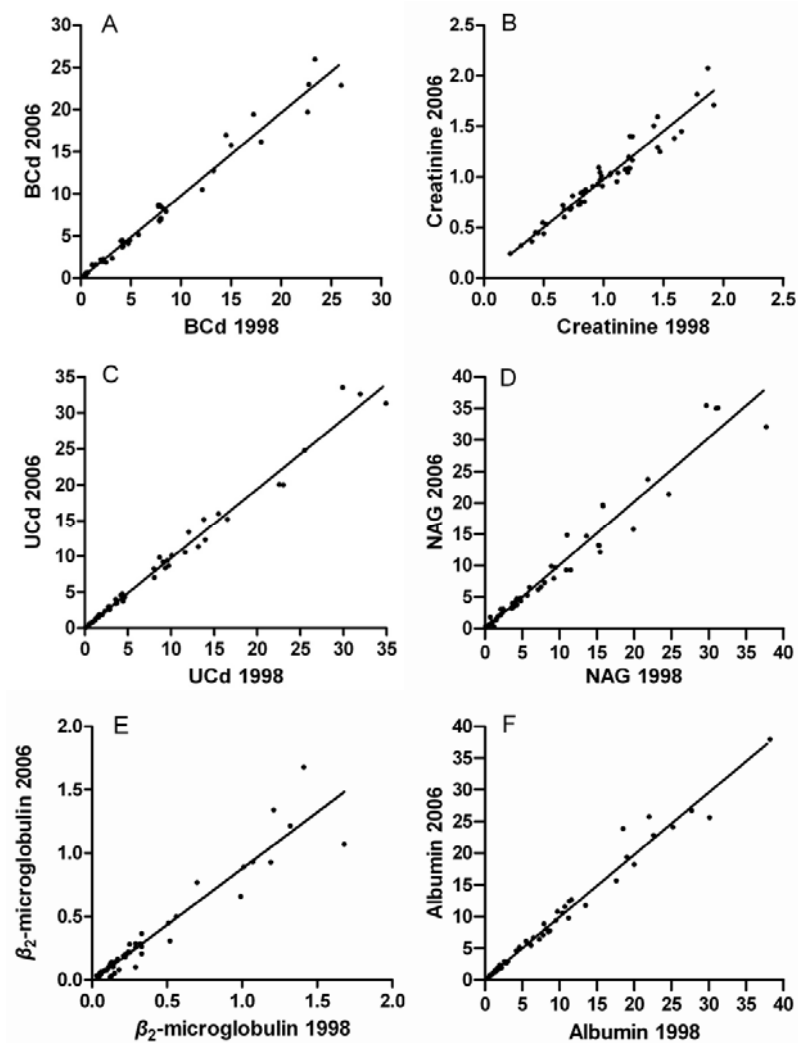 A
BCd 2006
30
25
20
15
10
5
0
0 5 10 15 20 25 30
BCd 1998
B
Creatinine 2006
2.5
2.0
1.5
1.0
0.5
0.0
0.0 0.5 1.0 1.5 2.0 2.5
Creatinine 1998
C
UCd 2006
35
30
25
20
15
10
5
0
0 5 10 15 20 25 30 35
UCd 1998
D
NAG 2006
40
35
30
25
20
15
10
5
0
0 5 10 15 20 25 30 35 40
NAG 1998
E
β2-microglobulin 2006
2.0
1.5
1.0
0.5
0.0
0.0 0.5 1.0 1.5 2.0
β2-microglobulin 1998
F
Albumin 2006
40
35
30
25
20
15
10
5
0
0 5 10 15 20 25 30 35 40
Albumin 1998